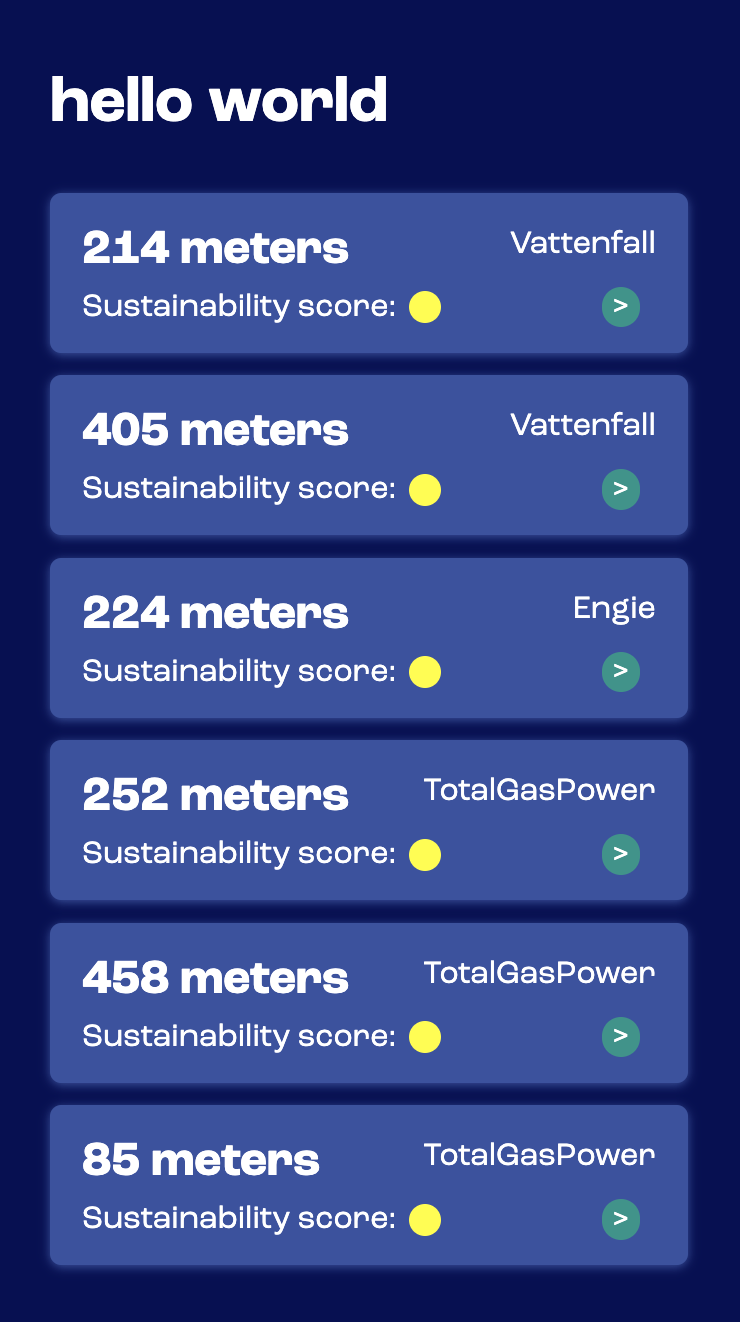 hello world
214 meters Vattenfall
Sustainability score: >
405 meters Vattenfall
Sustainability score: >
224 meters Engie
Sustainability score: >
252 meters TotalGasPower
Sustainability score: >
458 meters TotalGasPower
Sustainability score: >
85 meters TotalGasPower
Sustainability score: >